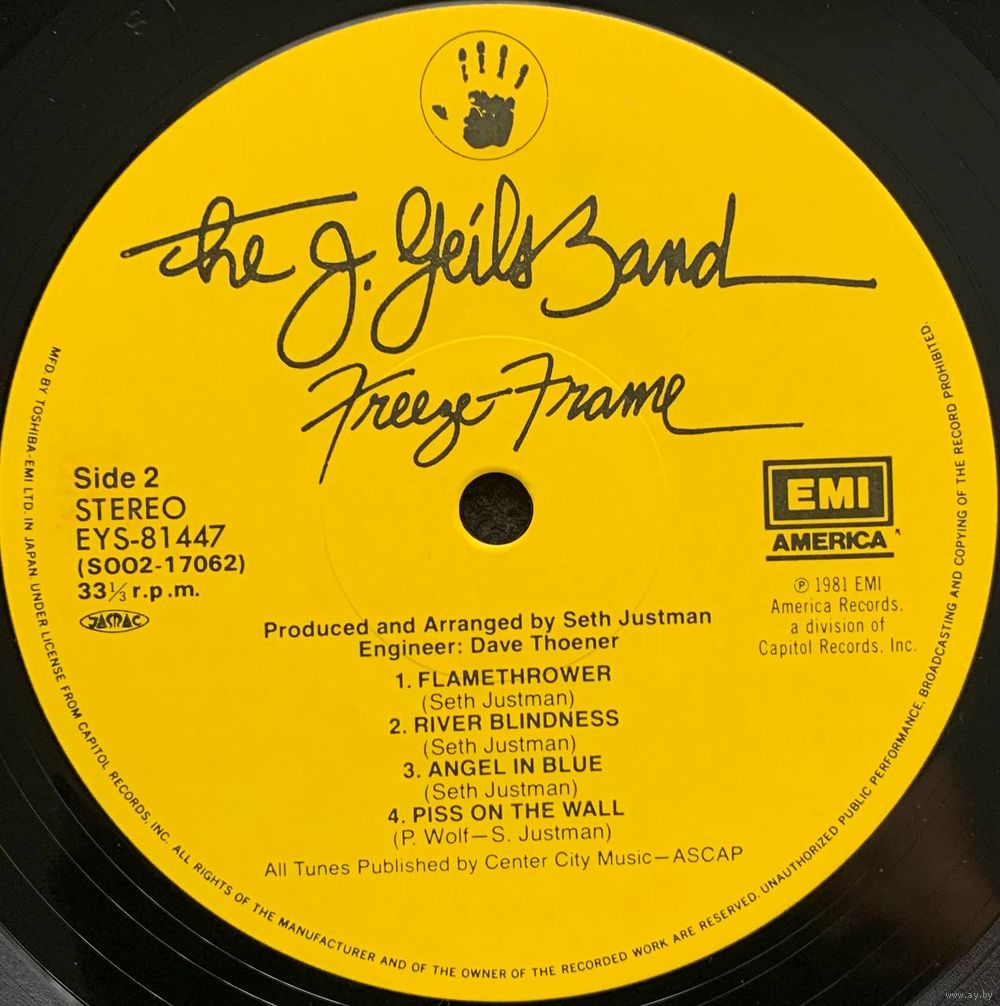 The J. Geils Band
Freeze-Frame
Side 2
STEREO
EYS-81447
(SOO2-17062)
33⅓ r.p.m.
JASRAC
EMI
AMERICA
Ⓟ 1981 EMI
America Records.
a division of
Capitol Records, Inc.
Produced and Arranged by Seth Justman
Engineer: Dave Thoener
1. FLAMETHROWER
(Seth Justman)
2. RIVER BLINDNESS
(Seth Justman)
3. ANGEL IN BLUE
(Seth Justman)
4. PISS ON THE WALL
(P. Wolf—S. Justman)
All Tunes Published by Center City Music—ASCAP
MFD. BY TOSHIBA-EMI LTD. IN JAPAN. UNDER LICENSE FROM CAPITOL RECORDS, INC. ALL RIGHTS OF THE MANUFACTURER AND OF THE OWNER OF THE RECORDED WORK ARE RESERVED. UNAUTHORIZED PUBLIC PERFORMANCE, BROADCASTING AND COPYING OF THE RECORD PROHIBITED.
www.ay.by